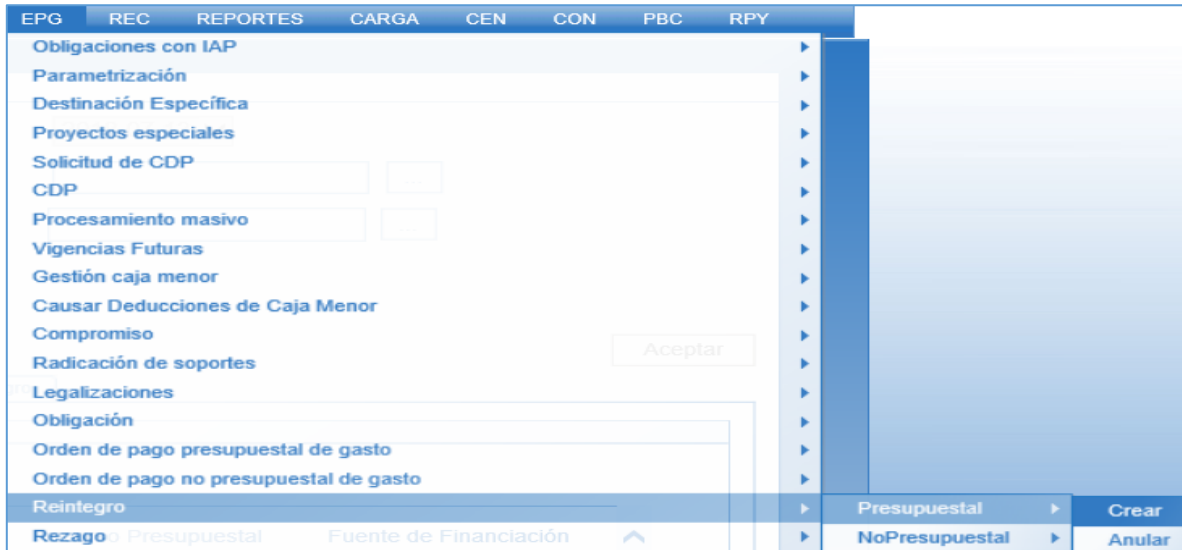 EPG REC REPORTES CARGA CEN CON PBC RPY
Obligaciones con IAP
Parametrización
Destinación Específica
Proyectos especiales
Solicitud de CDP
...
CDP
Procesamiento masivo
...
Vigencias Futuras
Gestión caja menor
Causar Deducciones de Caja Menor
Compromiso
Aceptar
Radicación de soportes
Legalizaciones
Obligación
Orden de pago presupuestal de gasto
Orden de pago no presupuestal de gasto
Reintegro Presupuestal Crear
Rezago Presupuestal Fuente de Financiación NoPresupuestal Anular